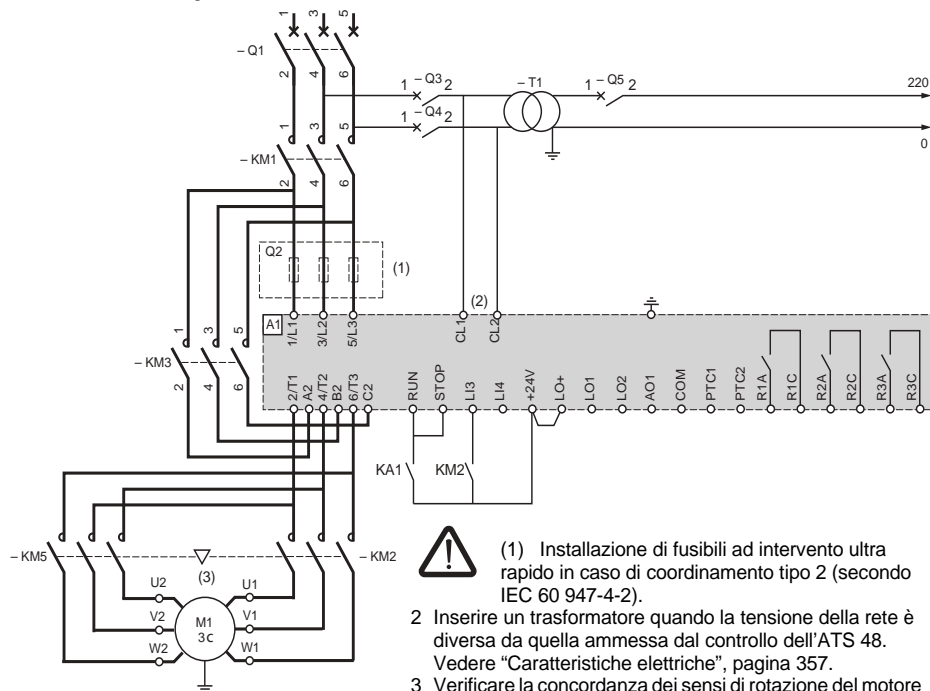 1 3 5
– Q1
2 4 6
1 – Q3 2
– T1
1 – Q5 2
220
1 – Q4 2
0
1 3 5
– KM1
2 4 6
Q2
(1)
(2)
A1
1/L1 3/L2 5/L3 CL1 CL2
1 3 5
– KM3
2 4 6
2/T1 A2 4/T2 B2 6/T3 C2 RUN STOP LI3 LI4 +24V LO+ LO1 LO2 AO1 COM PTC1 PTC2 R1A R1C R2A R2C R3A R3C
KA1 KM2
– KM5
(3)
– KM2
U2 U1
V2 M1 V1
3c
W2 W1
(1) Installazione di fusibili ad intervento ultra
rapido in caso di coordinamento tipo 2 (secondo
IEC 60 947-4-2).
2 Inserire un trasformatore quando la tensione della rete è
diversa da quella ammessa dal controllo dell'ATS 48.
Vedere “Caratteristiche elettriche”, pagina 357.
3 Verificare la concordanza dei sensi di rotazione del motore